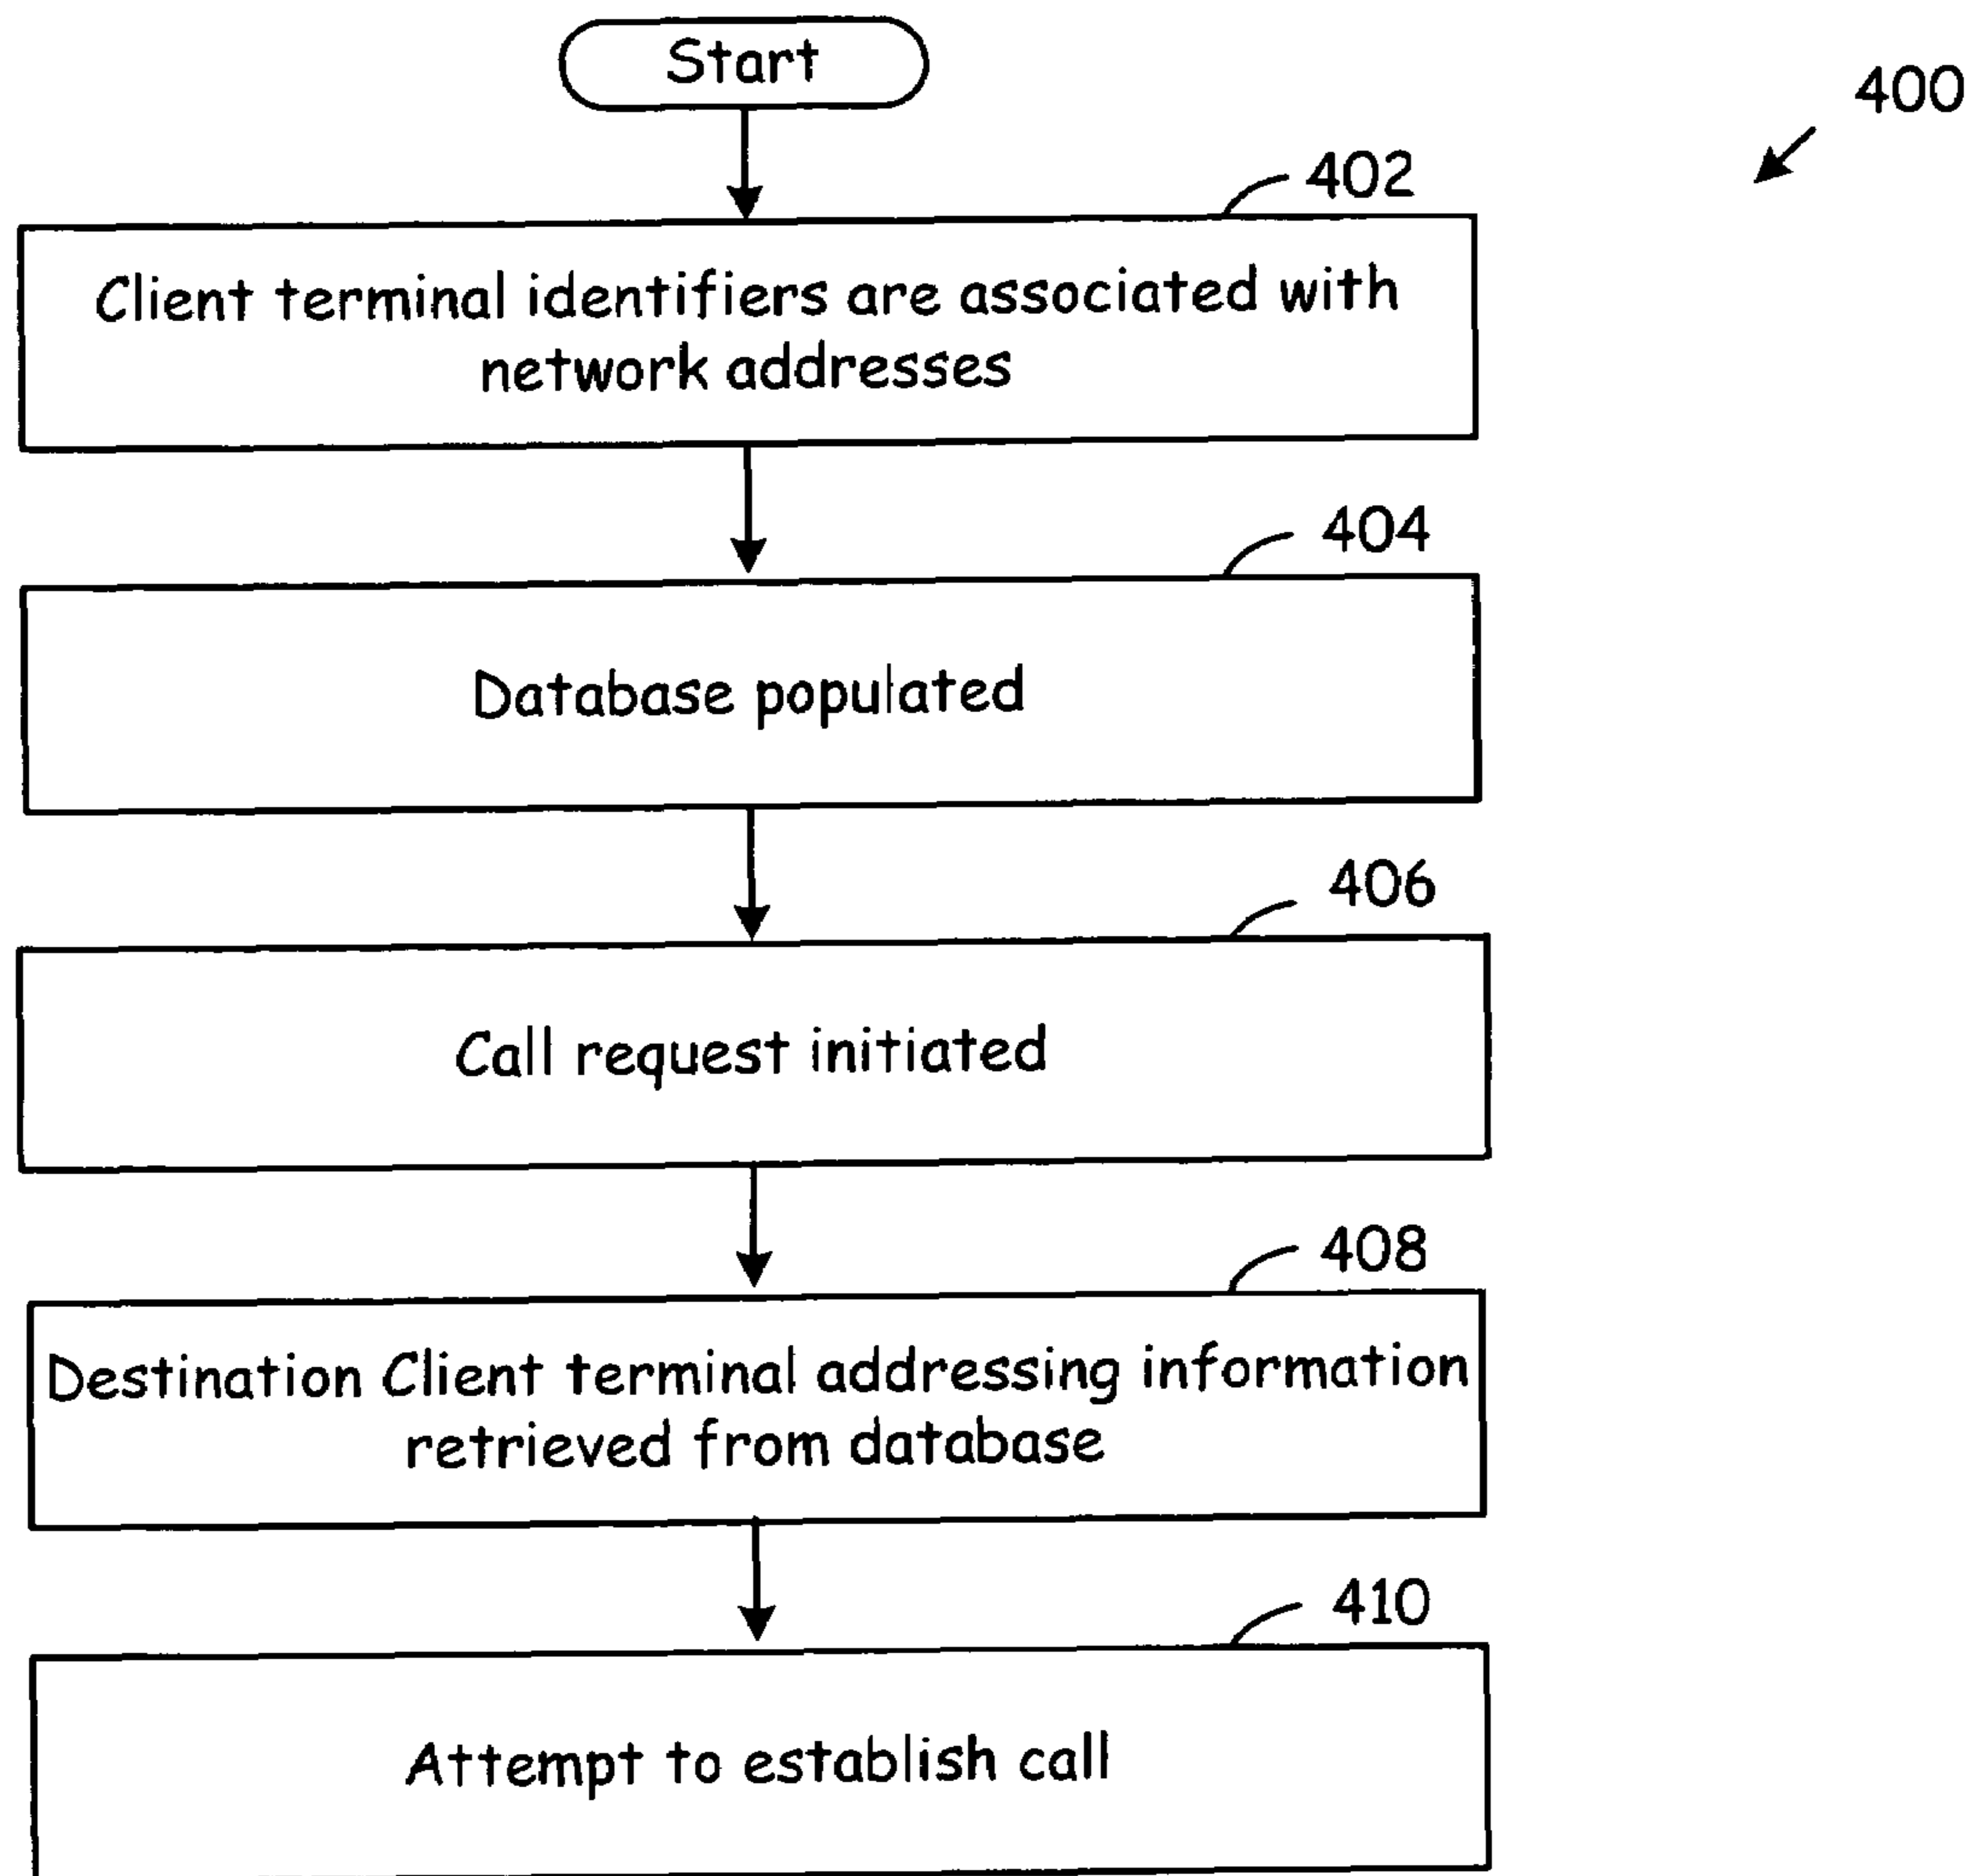 Start
400
402
Client terminal identifiers are associated with
network addresses
404
Database populated
406
Call request initiated
408
Destination Client terminal addressing information
retrieved from database
410
Attempt to establish call